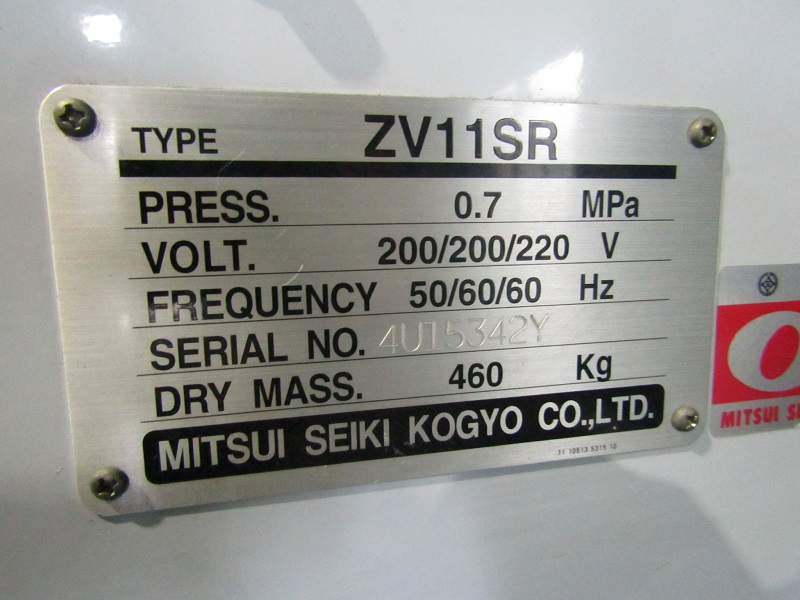 TYPE ZV11SR
PRESS. 0.7 MPa
VOLT. 200/200/220 V
FREQUENCY 50/60/60 Hz
SERIAL NO. 4U15342Y
DRY MASS. 460 Kg
MITSUI SEIKI KOGYO CO.,LTD.
MITSUI